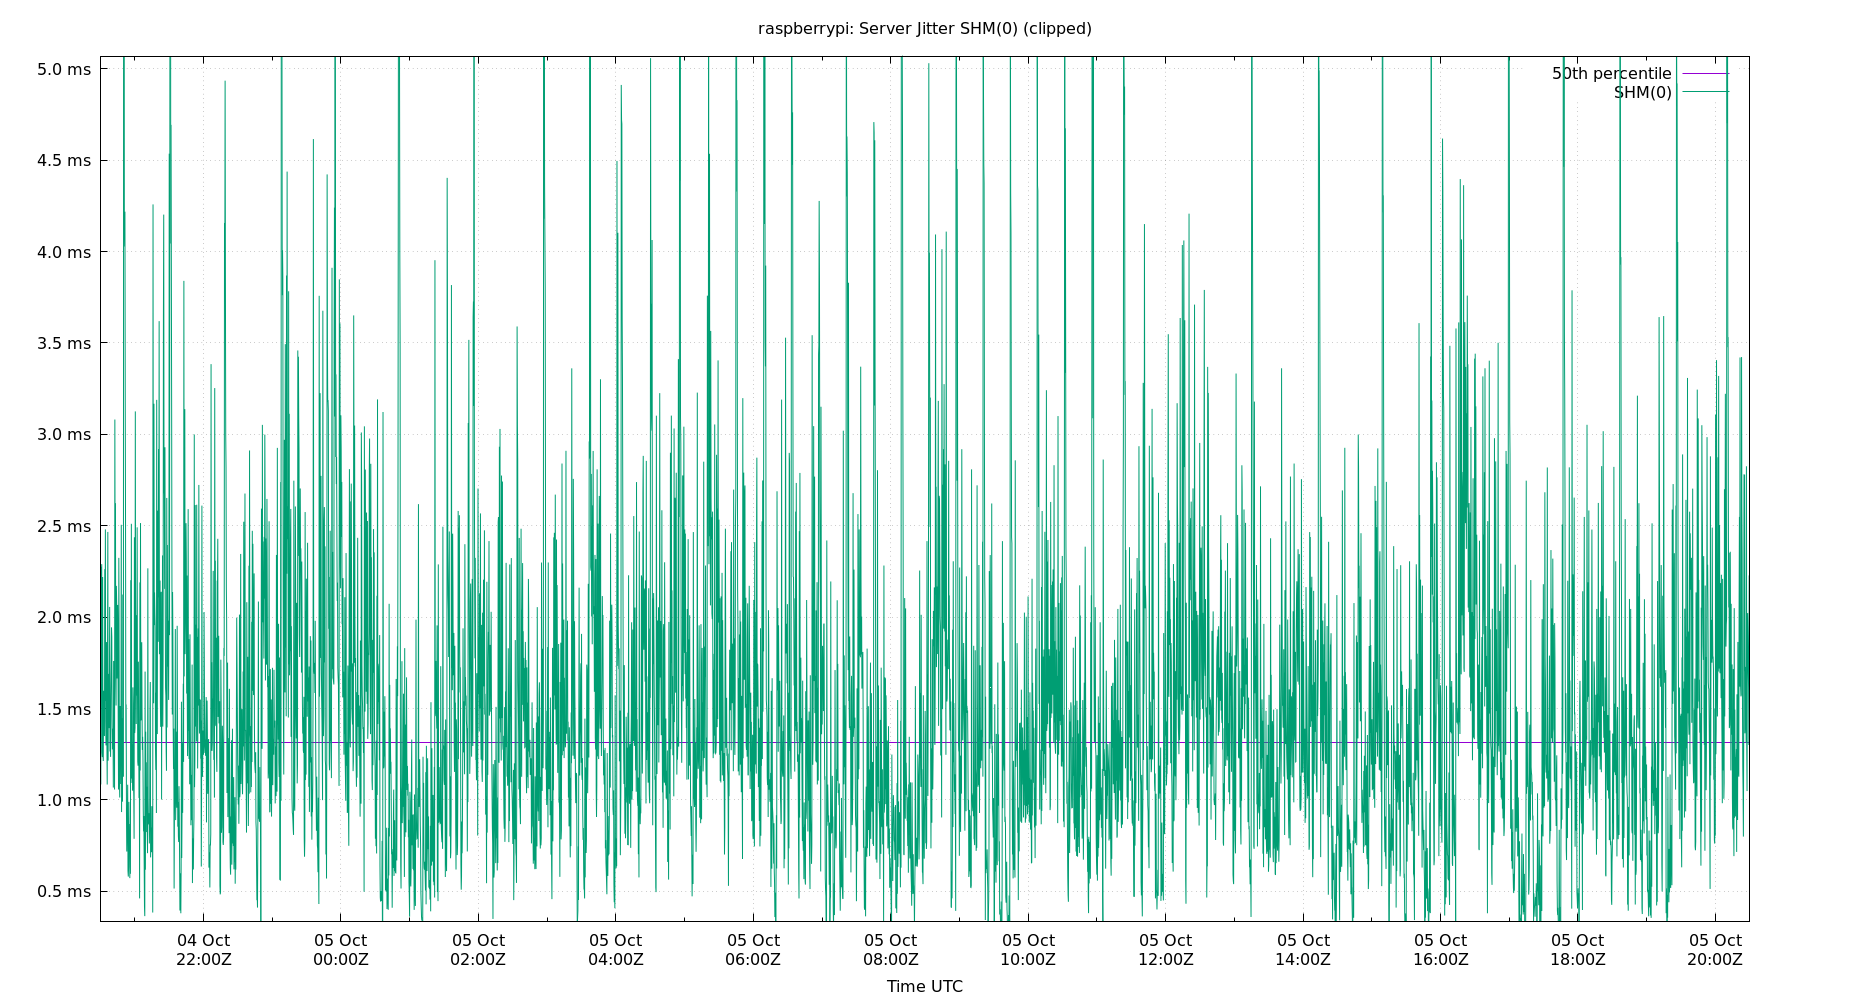 raspberrypi: Server Jitter SHM(0) (clipped)
5.0 ms
50th percentile
SHM(0)
4.5 ms
4.0 ms
3.5 ms
3.0 ms
2.5 ms
2.0 ms
1.5 ms
1.0 ms
0.5 ms
04 Oct 05 Oct 05 Oct 05 Oct 05 Oct 05 Oct 05 Oct 05 Oct 05 Oct 05 Oct 05 Oct 05 Oct
22:00Z 00:00Z 02:00Z 04:00Z 06:00Z 08:00Z 10:00Z 12:00Z 14:00Z 16:00Z 18:00Z 20:00Z
Time UTC